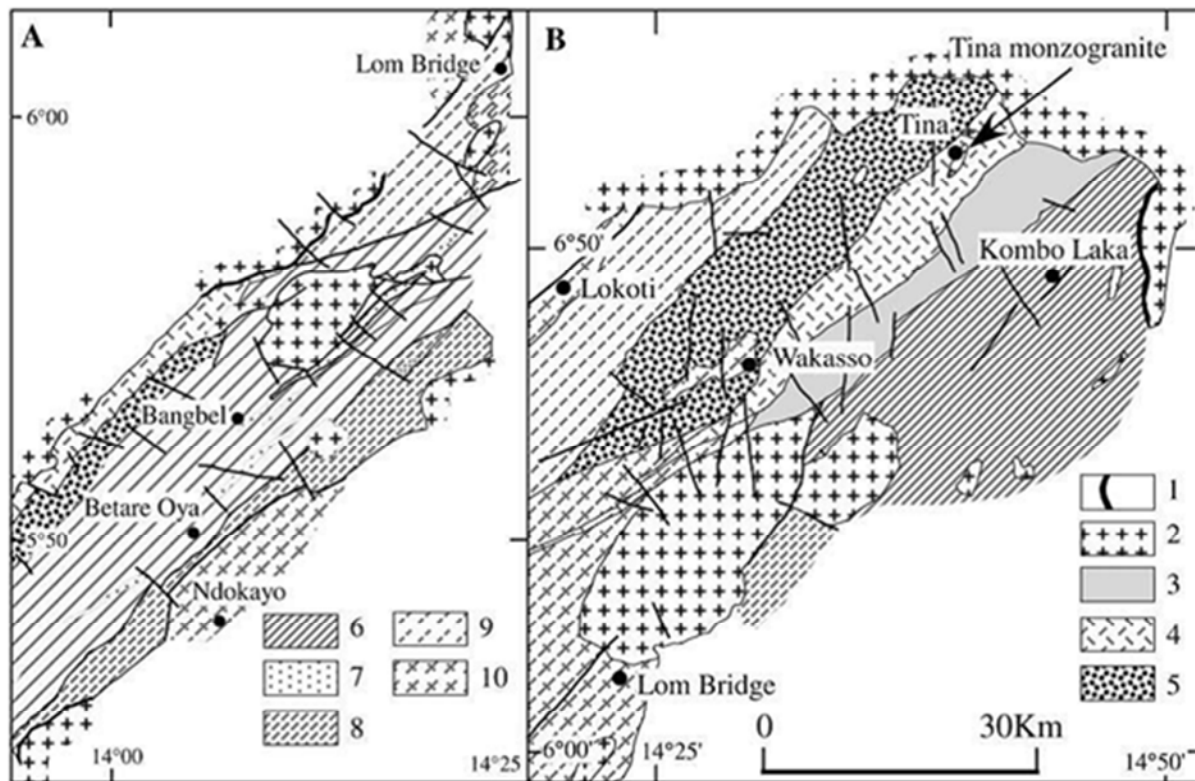 A
Lom Bridge
6°00
Bangbel
Betare Oya
5°50
Ndokayo
6
7
8
9
10
14°00
14°25
B
Tina monzogranite
Tina
6°50'
Kombo Laka
Lokoti
Wakasso
1
2
3
4
5
Lom Bridge
0 30Km
6°00
14°25'
14°50'